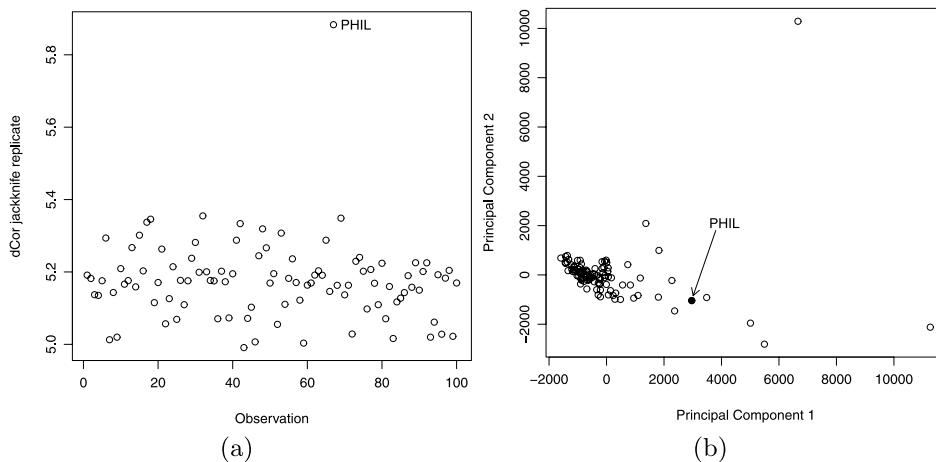 dCor jackknife replicate
5.8
5.6
5.4
5.2
5.0
PHIL
0 20 40 60 80 100
Observation
(a)
Principal Component 2
10000
8000
6000
4000
2000
0
−2000
PHIL
−2000 0 2000 4000 6000 8000 10000
Principal Component 1
(b)